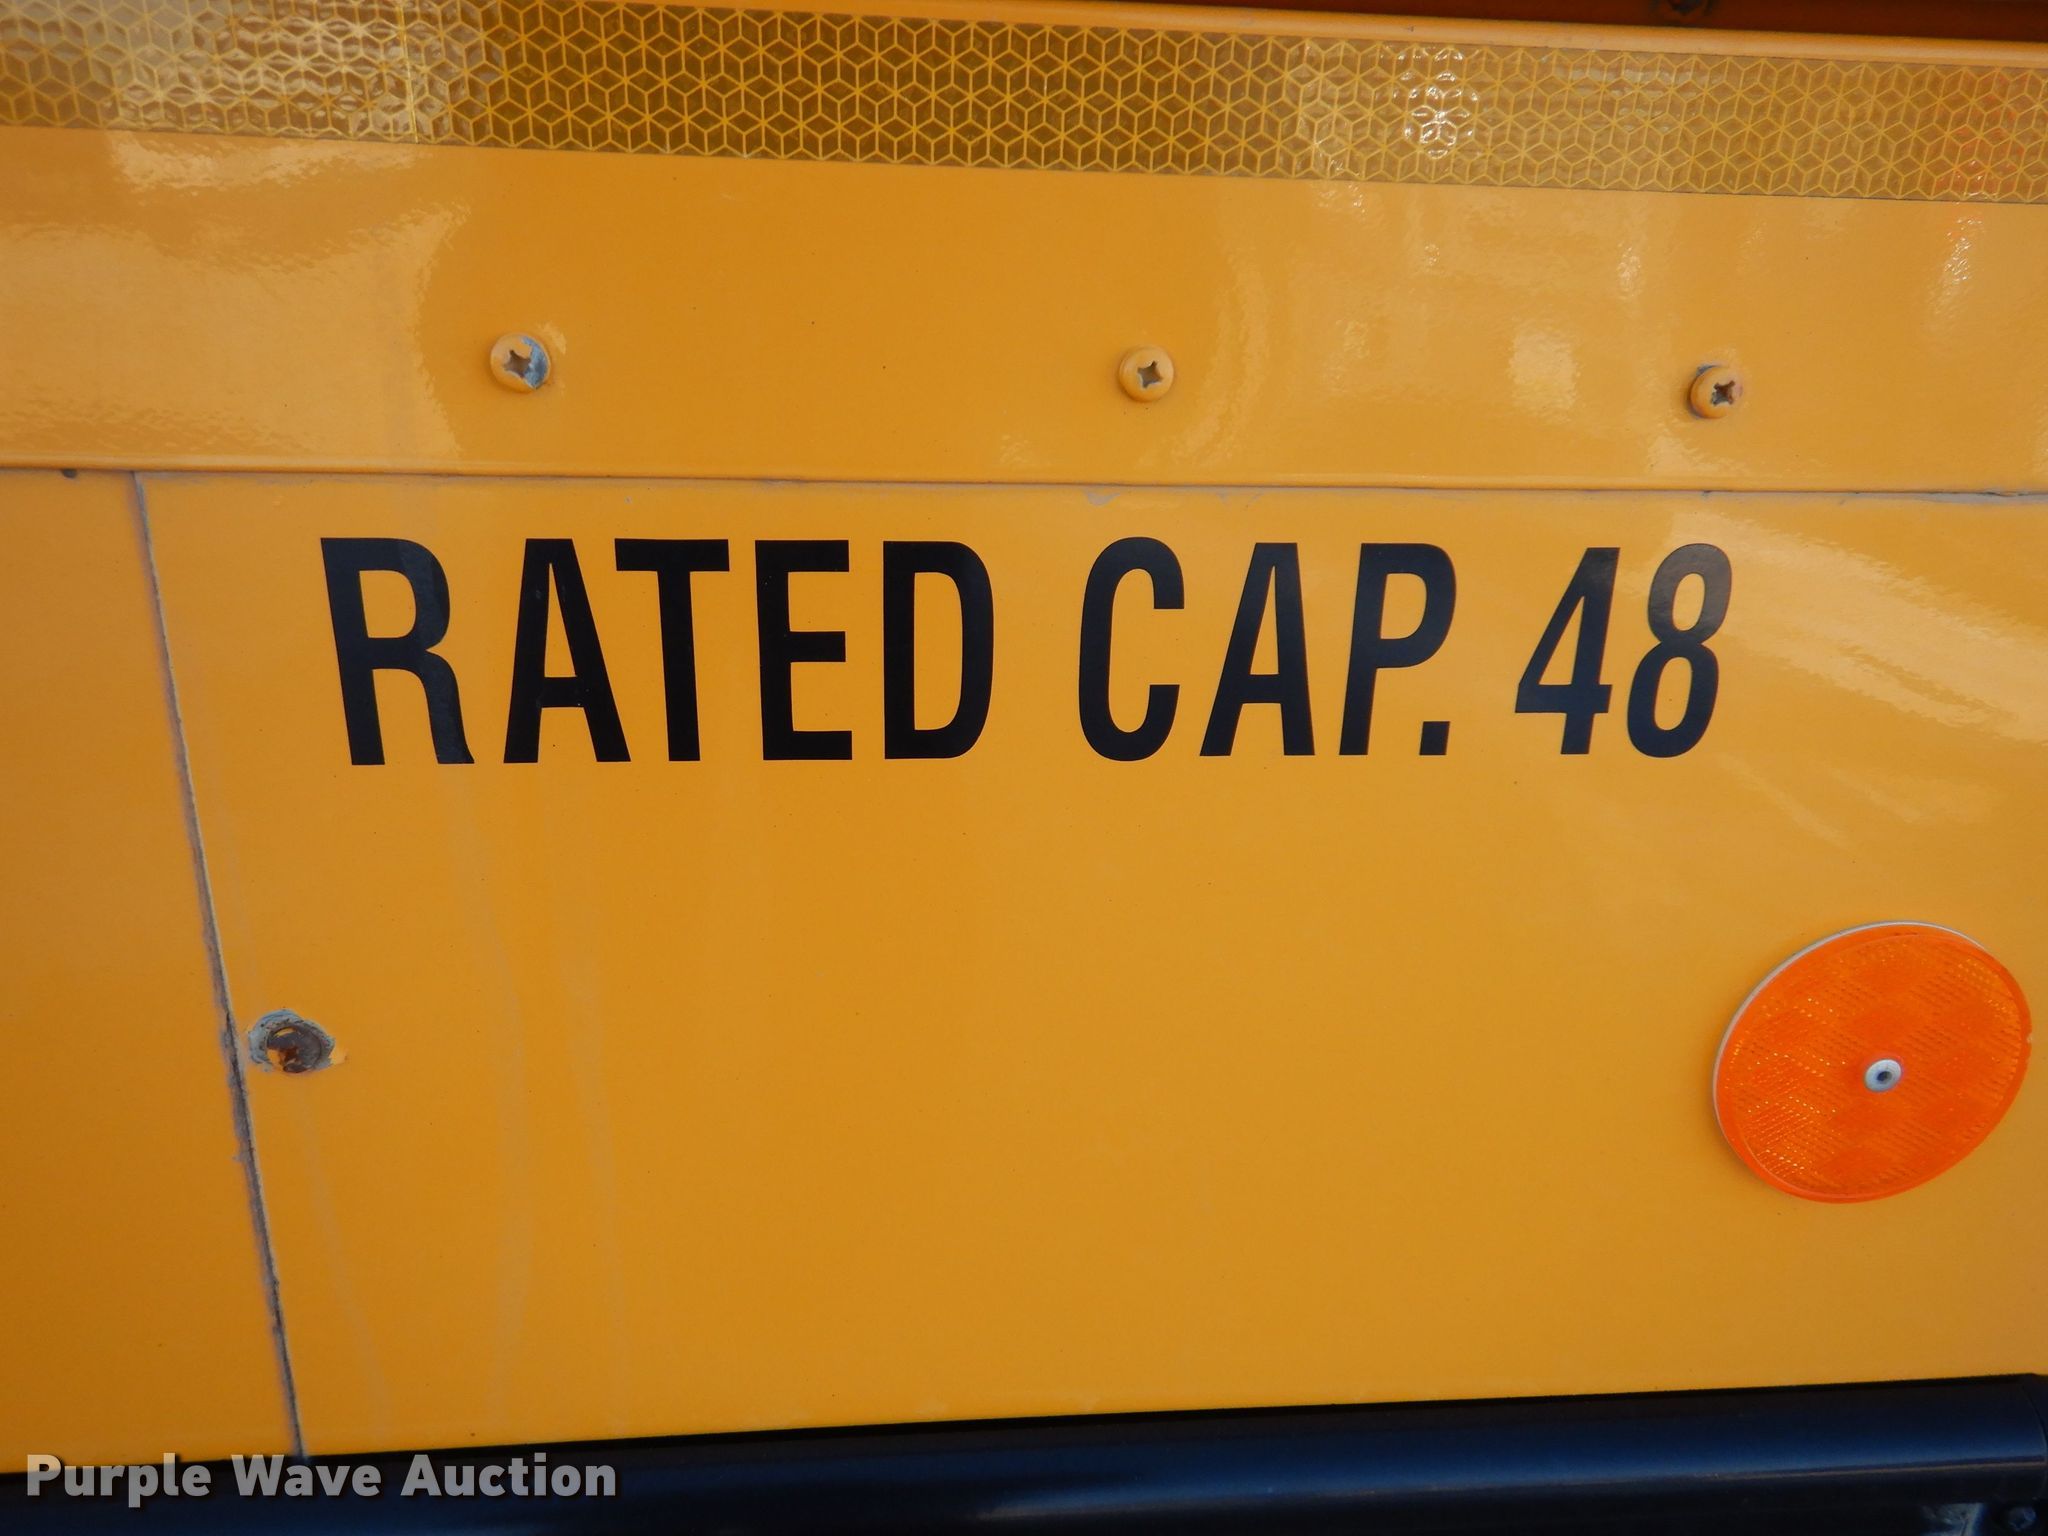 RATED CAP. 48
Purple Wave Auction